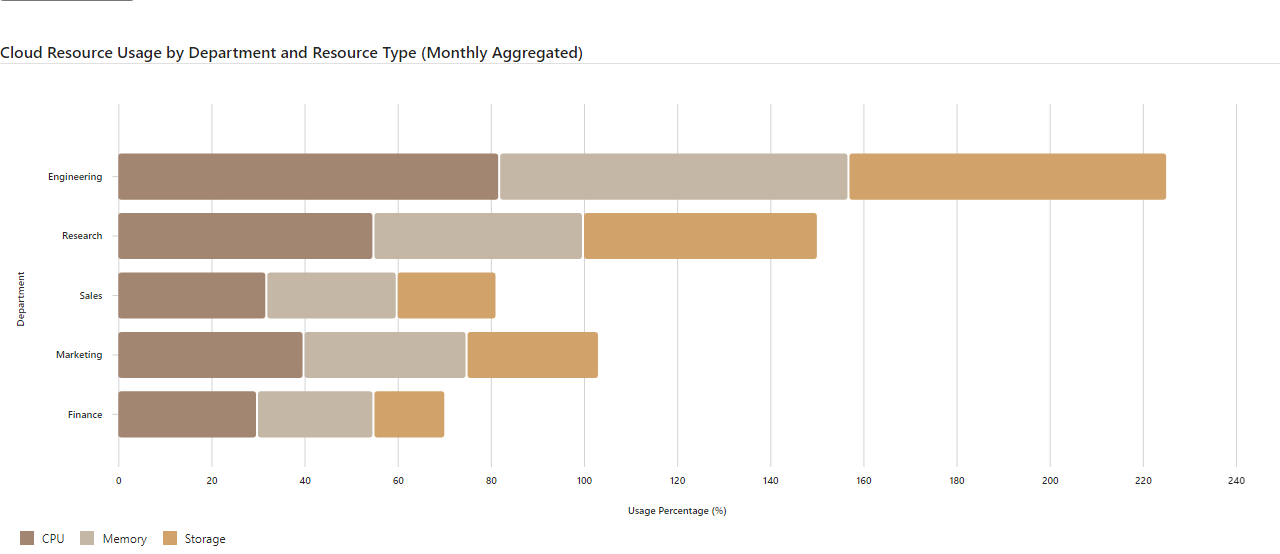 Cloud Resource Usage by Department and Resource Type (Monthly Aggregated)
Department
Engineering
Research
Sales
Marketing
Finance
0 20 40 60 80 100 120 140 160 180 200 220 240
Usage Percentage (%)
CPU Memory Storage